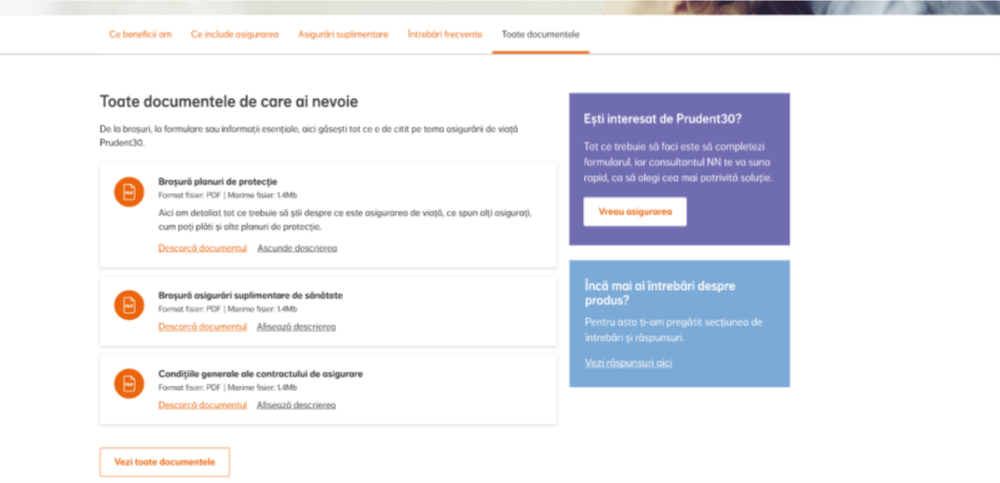 Ce beneficii am
Ce include asigurarea
Asigurări suplimentare
Întrebări frecvente
Toate documentele
Toate documentele de care ai nevoie
De la broșuri, la formulare sau informații esențiale, aici găsești tot ce e de citit pe tema asigurării de viață
Prudent30.
PDF
Broșură planuri de protecție
Format fisier: PDF | Marime fisier: 1.4Mb
Aici am detaliat tot ce trebuie să știi despre ce este asigurarea de viață, ce spun alți asigurați,
cum poți plăti și alte planuri de protecție.
Descarcă documentul
Ascunde descrierea
PDF
Broșură asigurări suplimentare de sănătate
Format fisier: PDF | Marime fisier: 1.4Mb
Descarcă documentul
Afisează descrierea
PDF
Condițiile generale ale contractului de asigurare
Format fisier: PDF | Marime fisier: 1.4Mb
Descarcă documentul
Afisează descrierea
Vezi toate documentele
Ești interesat de Prudent30?
Tot ce trebuie să faci este să completezi
formularul, iar consultantul NN te va suna
rapid, ca să alegi cea mai potrivită soluție.
Vreau asigurarea
Încă mai ai întrebări despre
produs?
Pentru asta ți-am pregătit secțiunea de
întrebări și răspunsuri.
Vezi răspunsuri aici